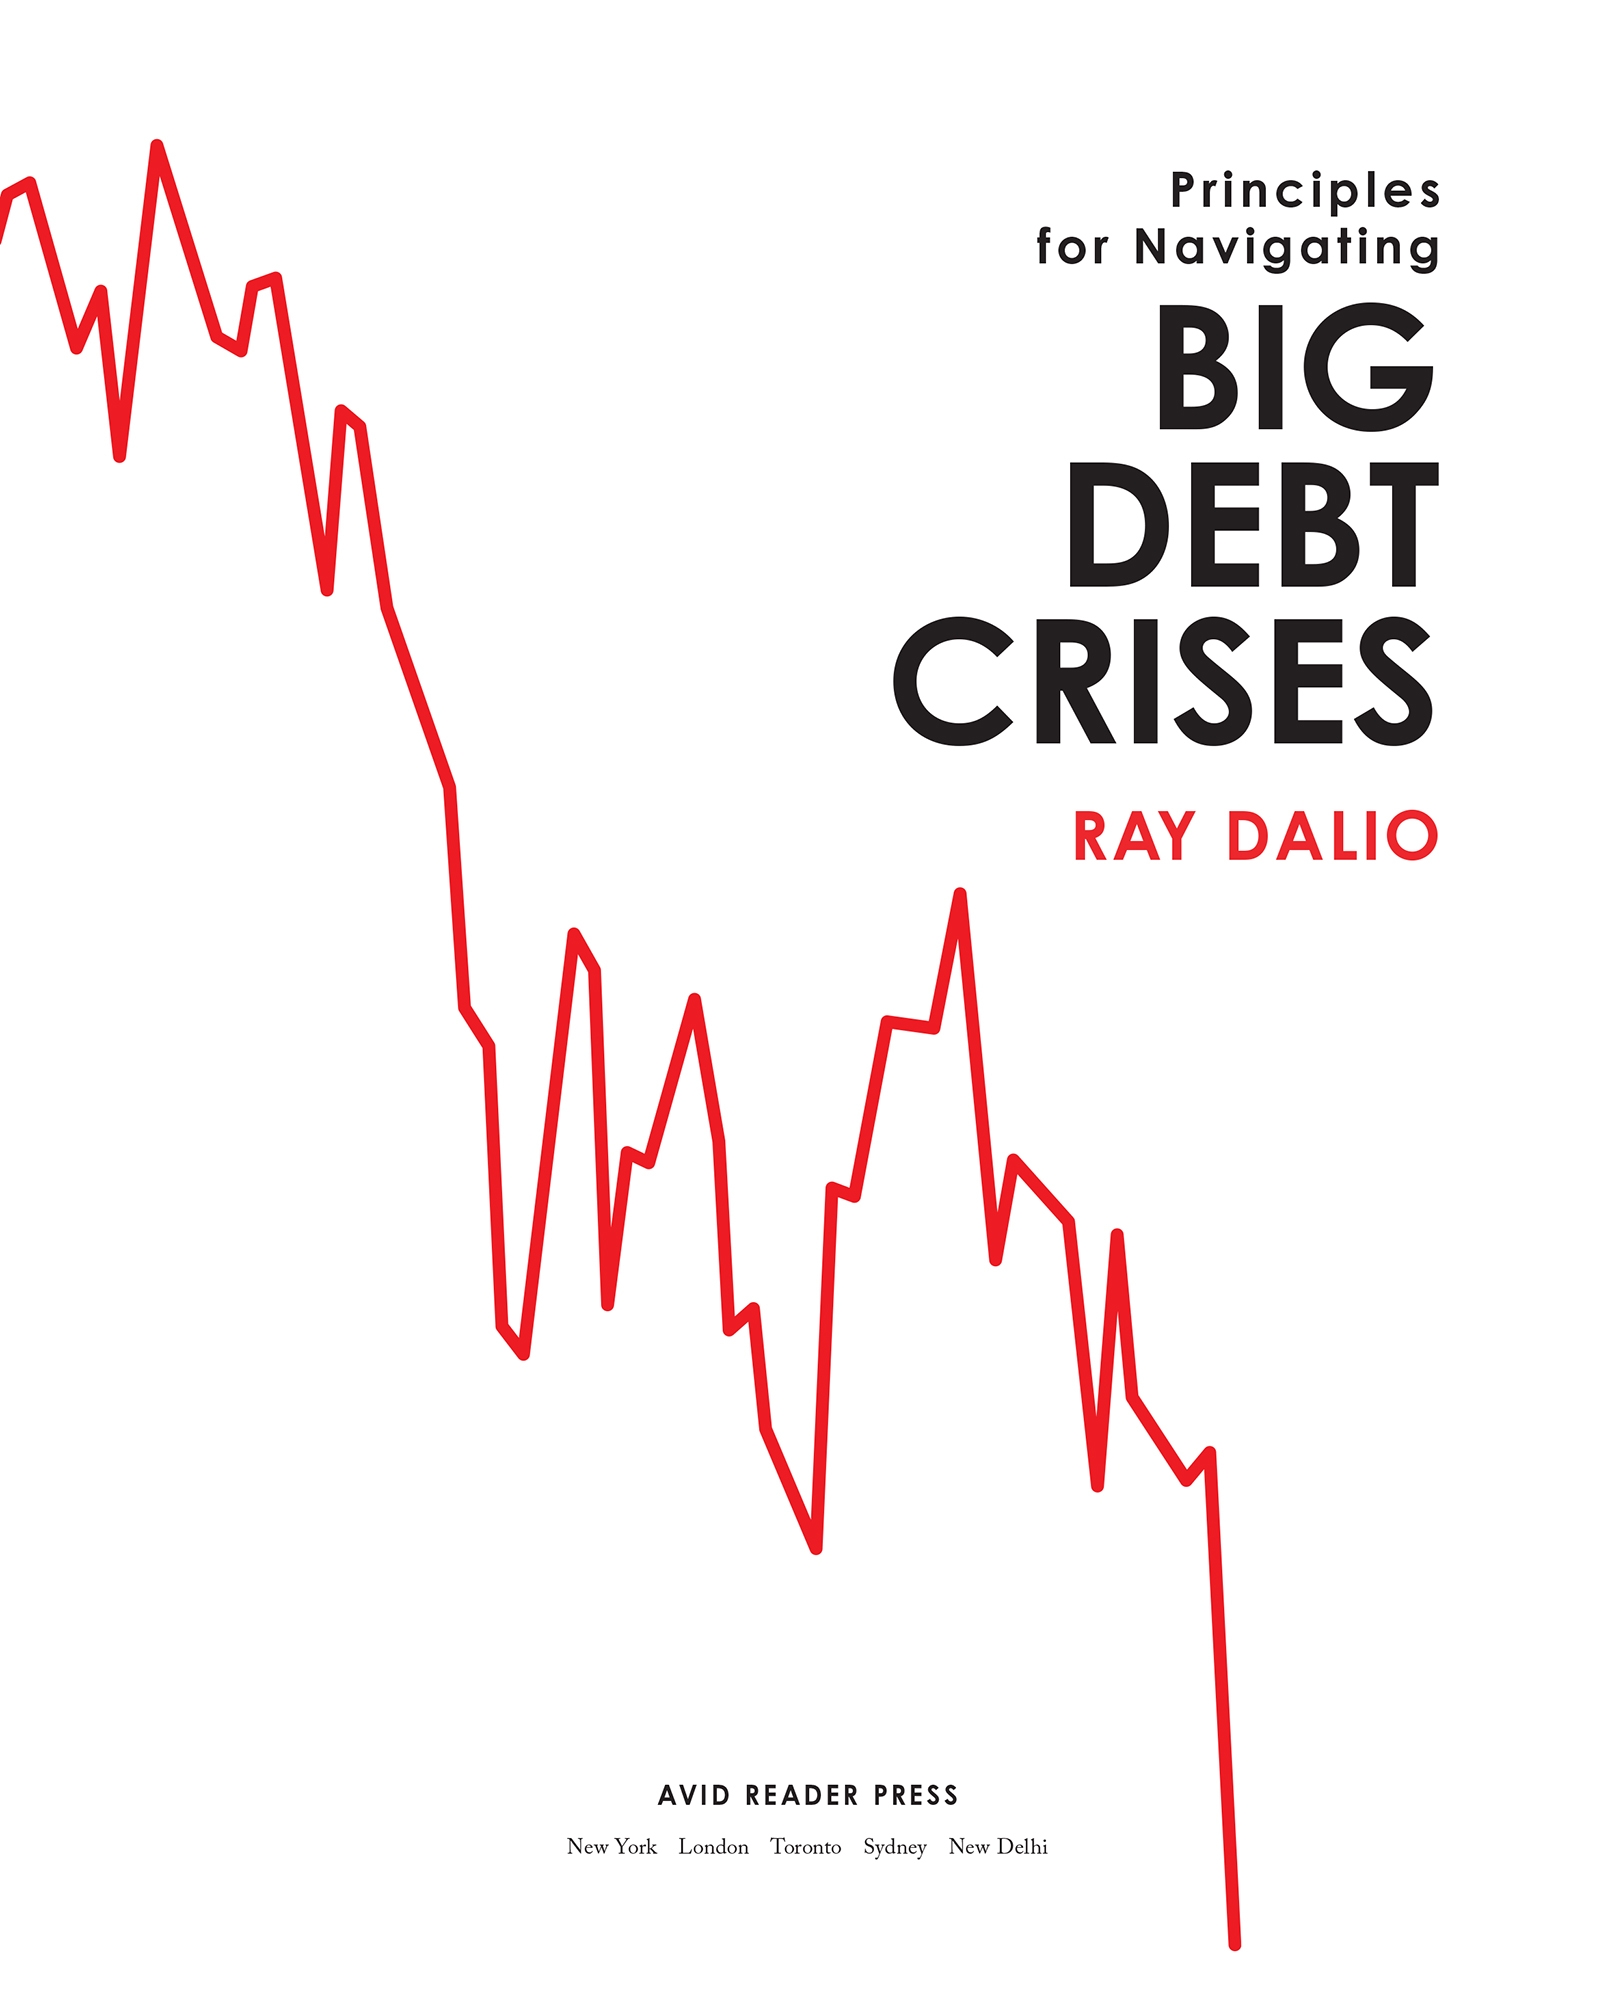 Principles
for Navigating
BIG
DEBT
CRISES
RAY DALIO
AVID READER PRESS
New York London Toronto Sydney New Delhi